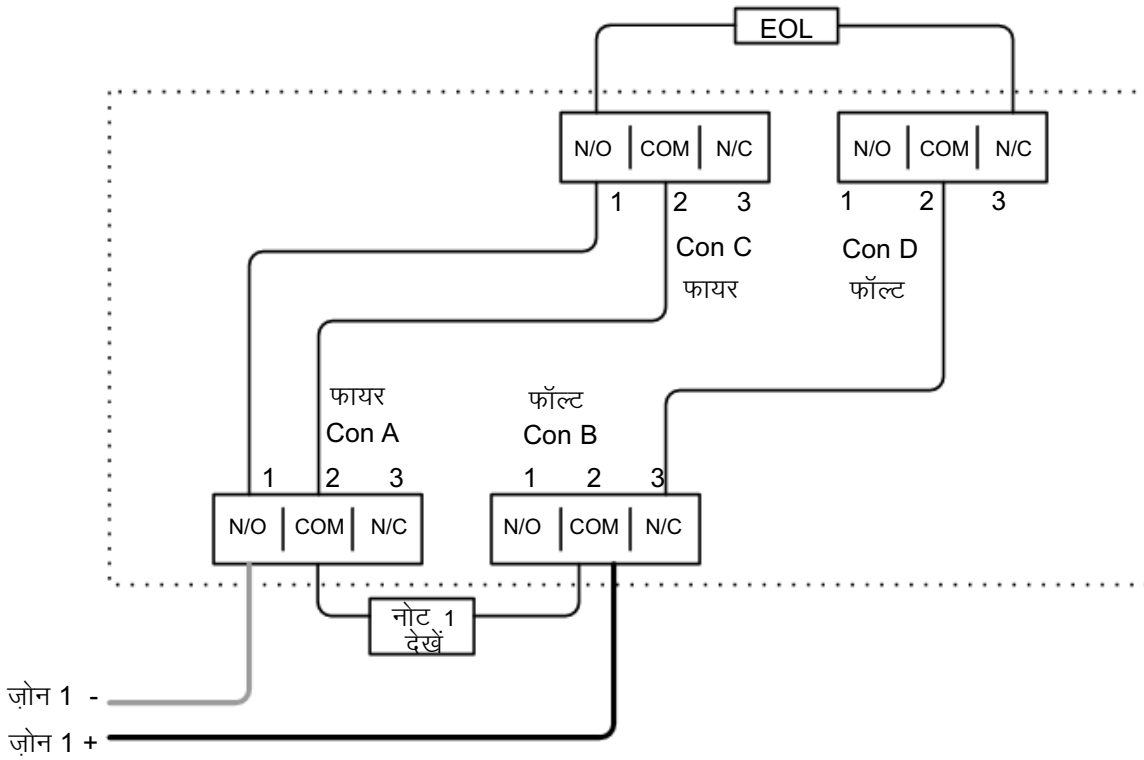 EOL
N/O COM N/C
N/O COM N/C
1 2 3
1 2 3
Con C
फायर
Con D
फॉल्ट
फायर
Con A
फॉल्ट
Con B
1 2 3
1 2 3
N/O COM N/C
N/O COM N/C
नोट 1
देखें
ज़ोन 1 -
ज़ोन 1 +